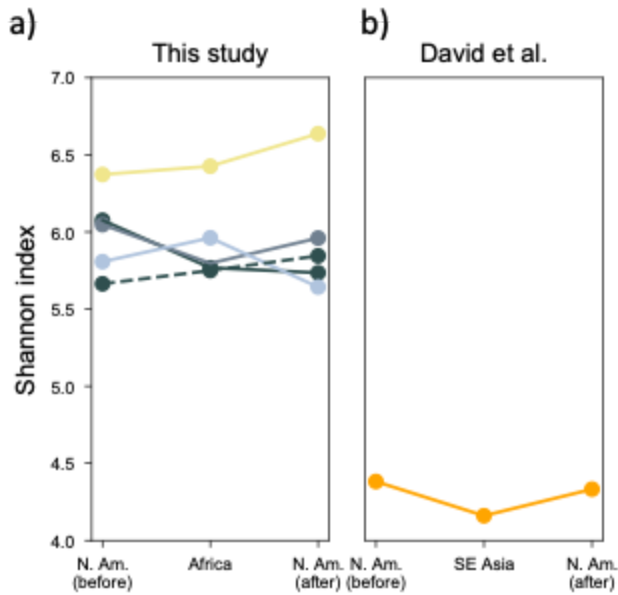 a)
This study
7.0
6.5
6.0
5.5
5.0
4.5
4.0
Shannon index
N. Am.
(before)
Africa
N. Am.
(after)
b)
David et al.
N. Am.
(before)
SE Asia
N. Am.
(after)